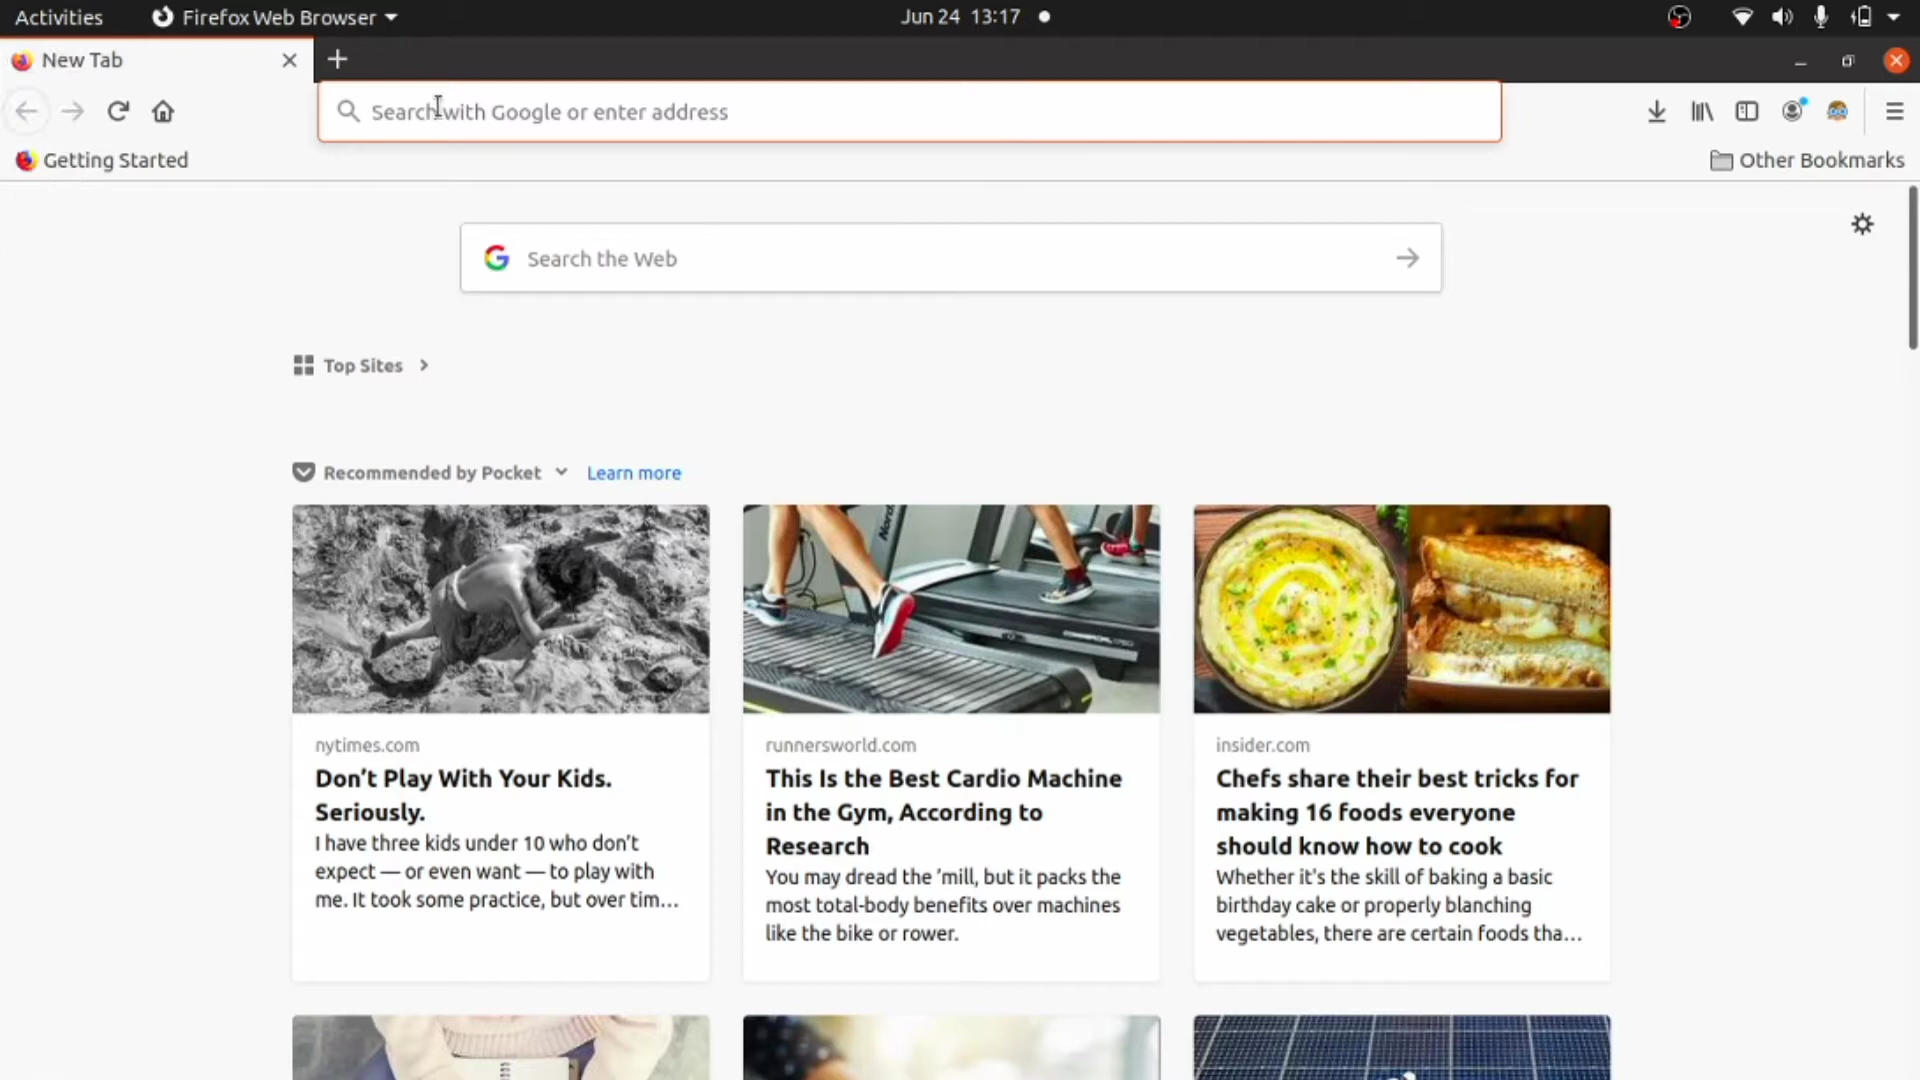 Activities
Firefox Web Browser
Jun 24 13:17
New Tab
Search with Google or enter address
Getting Started
Other Bookmarks
Search the Web
Top Sites
Recommended by Pocket
Learn more
nytimes.com
Don’t Play With Your Kids.
Seriously.
I have three kids under 10 who don’t
expect — or even want — to play with
me. It took some practice, but over tim…
runnersworld.com
This Is the Best Cardio Machine
in the Gym, According to
Research
You may dread the ’mill, but it packs the
most total-body benefits over machines
like the bike or rower.
insider.com
Chefs share their best tricks for
making 16 foods everyone
should know how to cook
Whether it's the skill of baking a basic
birthday cake or properly blanching
vegetables, there are certain foods tha…